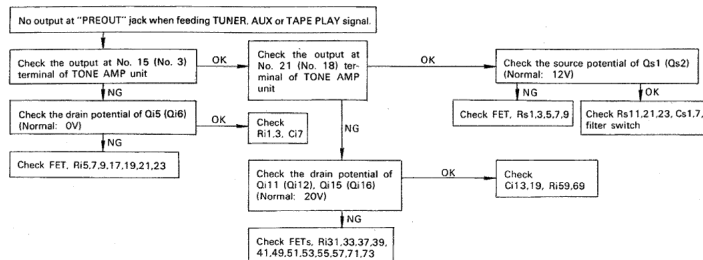 No output at "PREOUT" jack when feeding TUNER, AUX or TAPE PLAY signal.
Check the output at No. 15 (No. 3)
terminal of TONE AMP unit
OK
Check the output at
No. 21 (No. 18) ter-
minal of TONE AMP
unit
OK
Check the source potential of Qs1 (Qs2)
(Normal: 12V)
NG
NG
OK
Check the drain potential of Qi5 (Qi6)
(Normal: 0V)
OK
Check
Ri1,3, Ci7
NG
Check FET, Rs1,3,5,7,9
Check Rs11,21,23, Cs1,7,
filter switch
NG
Check FET, Ri5,7,9,17,19,21,23
Check the drain potential of
Qi11 (Qi12), Qi15 (Qi16)
(Normal: 20V)
OK
Check
Ci13,19, Ri59,69
NG
Check FETs, Ri31,33,37,39,
41,49,51,53,55,57,71,73